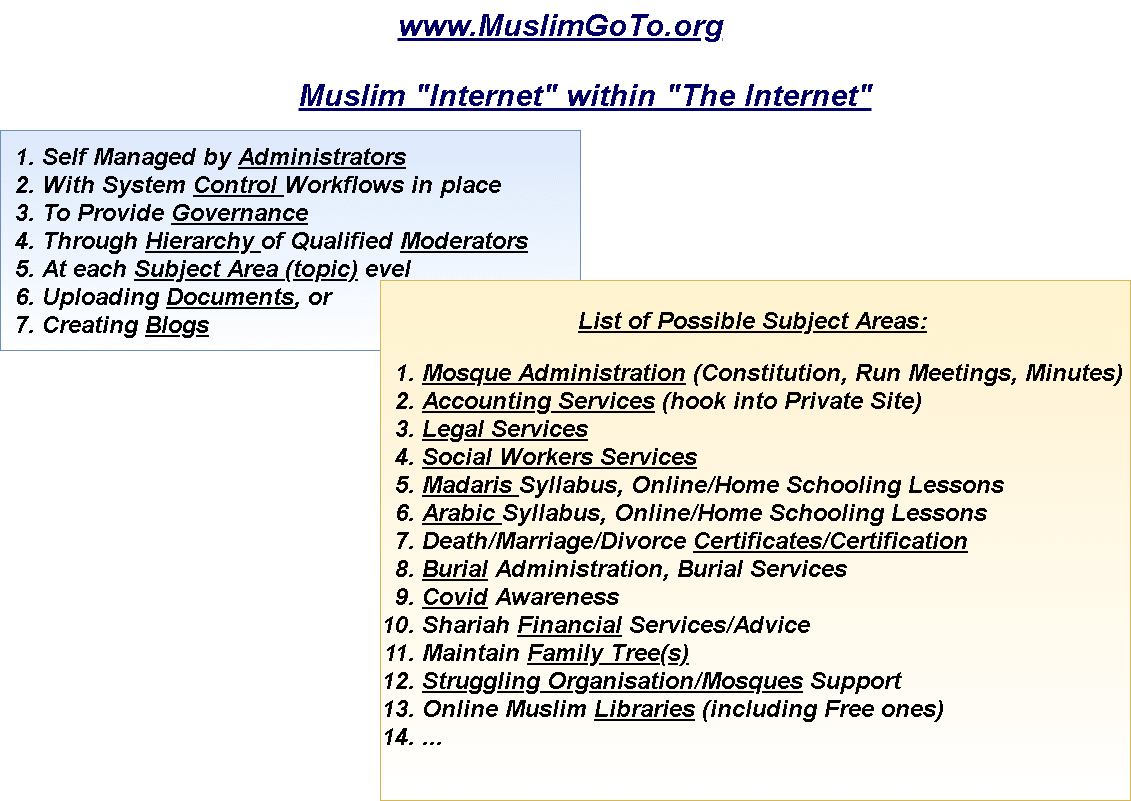 www.MuslimGoTo.org
Muslim "Internet" within "The Internet"
1. Self Managed by Administrators
2. With System Control Workflows in place
3. To Provide Governance
4. Through Hierarchy of Qualified Moderators
5. At each Subject Area (topic) evel
6. Uploading Documents, or
7. Creating Blogs
List of Possible Subject Areas:
1. Mosque Administration (Constitution, Run Meetings, Minutes)
2. Accounting Services (hook into Private Site)
3. Legal Services
4. Social Workers Services
5. Madaris Syllabus, Online/Home Schooling Lessons
6. Arabic Syllabus, Online/Home Schooling Lessons
7. Death/Marriage/Divorce Certificates/Certification
8. Burial Administration, Burial Services
9. Covid Awareness
10. Shariah Financial Services/Advice
11. Maintain Family Tree(s)
12. Struggling Organisation/Mosques Support
13. Online Muslim Libraries (including Free ones)
14. ...